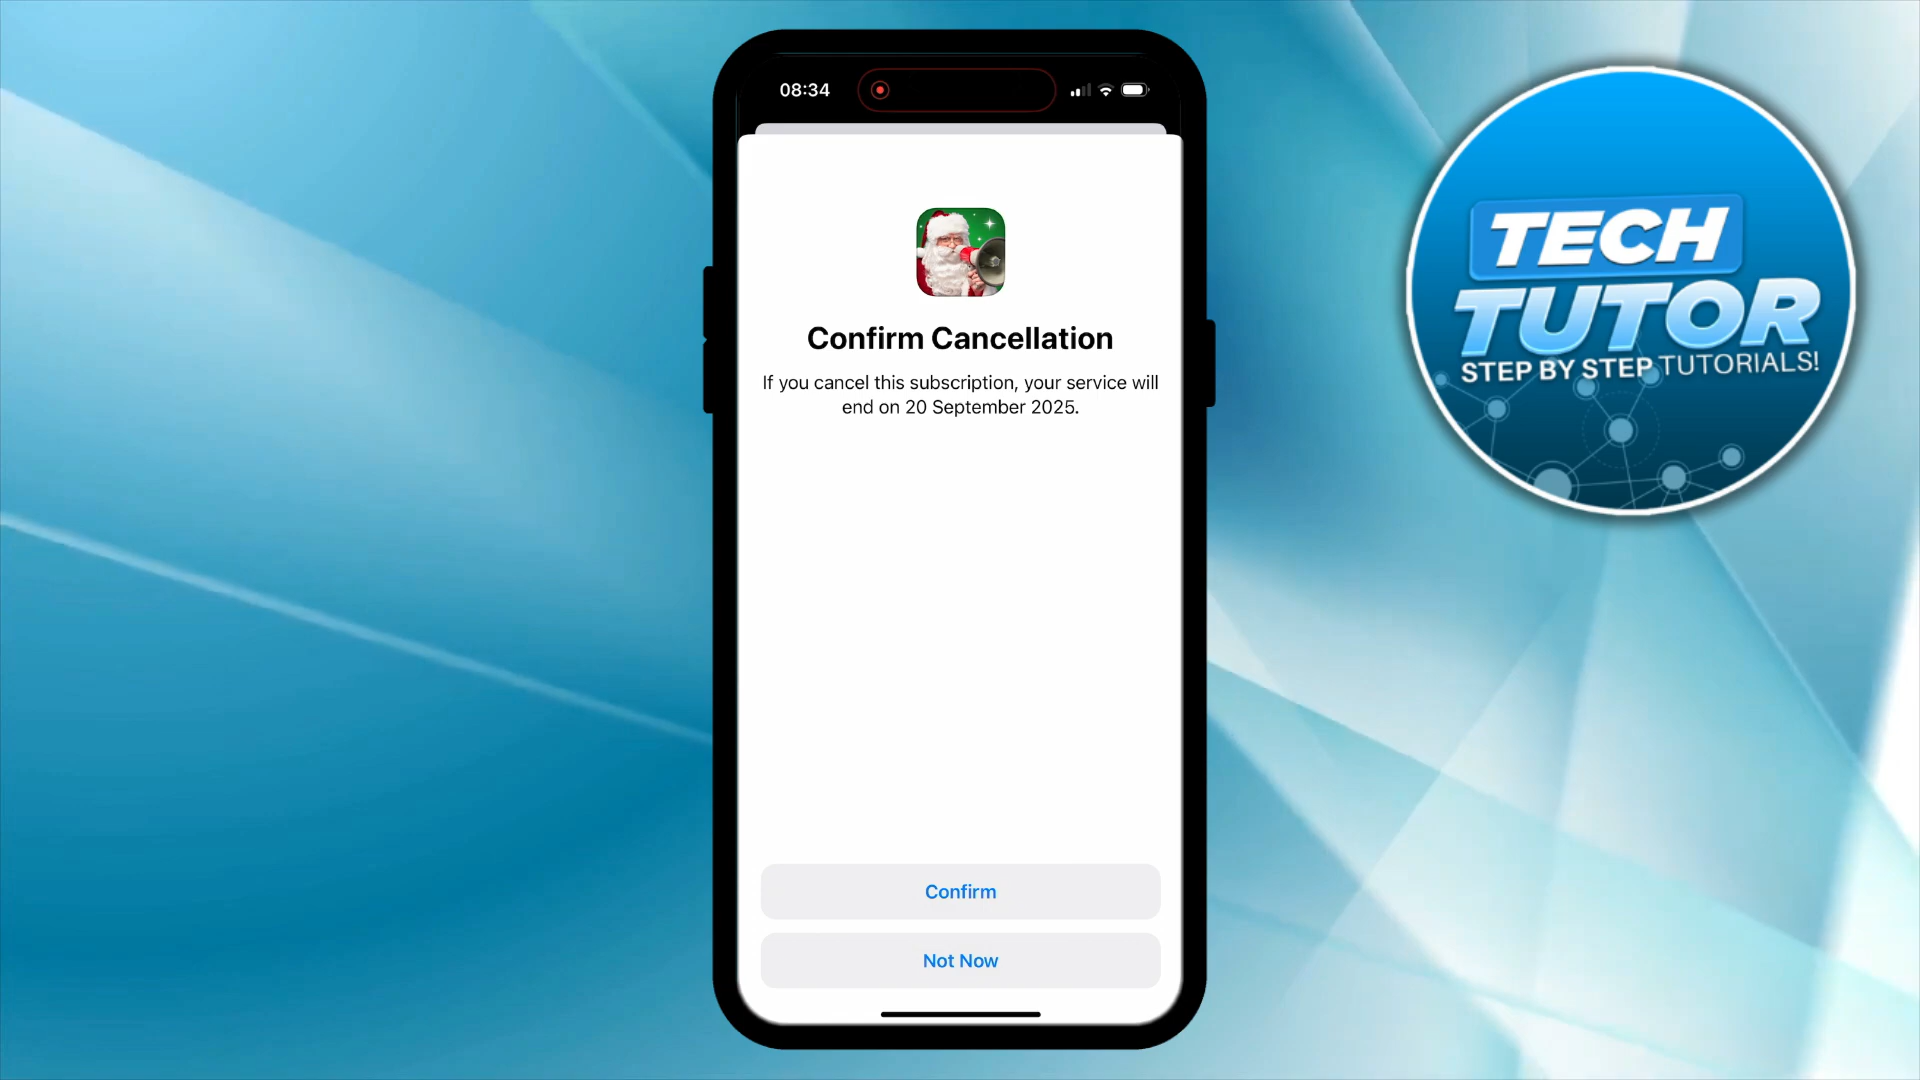 08:34
Confirm Cancellation
If you cancel this subscription, your service will
end on 20 September 2025.
Confirm
Not Now
TECH
TUTOR
STEP BY STEP TUTORIALS!